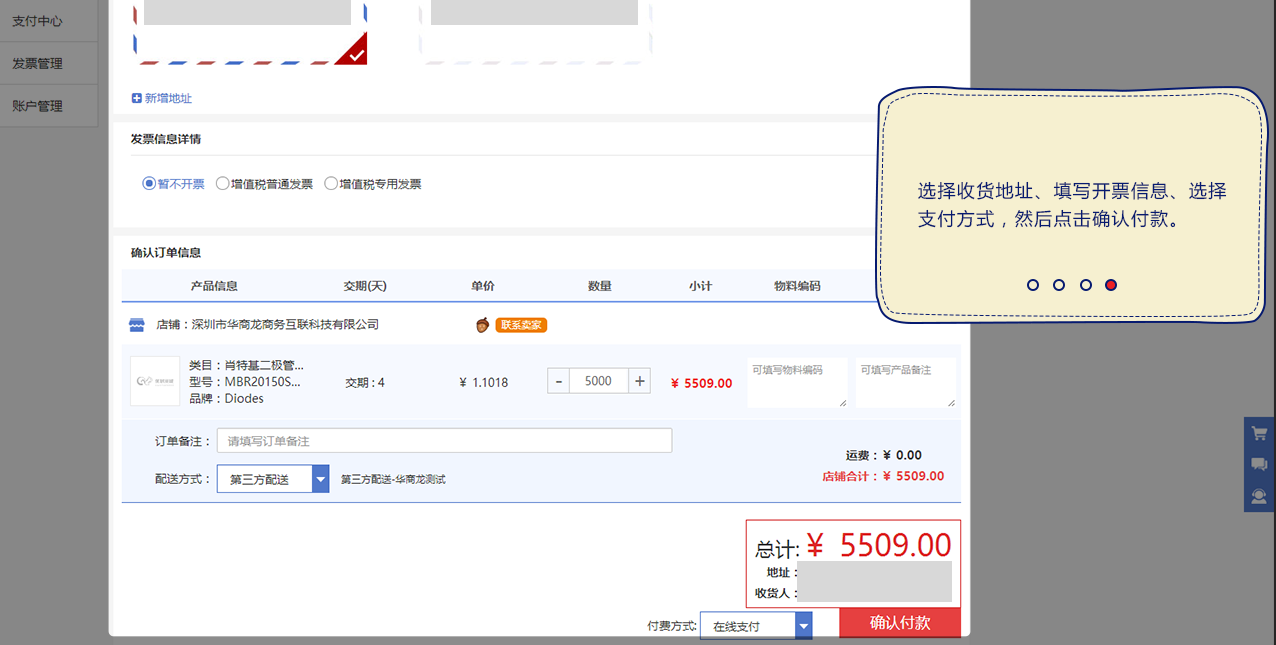 支付中心
发票管理
账户管理
新增地址
发票信息详情
暂不开票 增值税普通发票 增值税专用发票
选择收货地址、填写开票信息、选择
支付方式，然后点击确认付款。
确认订单信息
产品信息 交期(天) 单价 数量 小计 物料编码
店铺：深圳市华商龙商务互联科技有限公司 联系卖家
类目：肖特基二极管...
型号：MBR20150S...
品牌：Diodes
交期 : 4
¥ 1.1018
- 5000 +
¥ 5509.00
可填写物料编码
可填写产品备注
订单备注： 请填写订单备注
配送方式： 第三方配送 第三方配送-华商龙测试
运费：¥ 0.00
店铺合计：¥ 5509.00
总计: ¥ 5509.00
地址：
收货人：
付费方式: 在线支付 确认付款